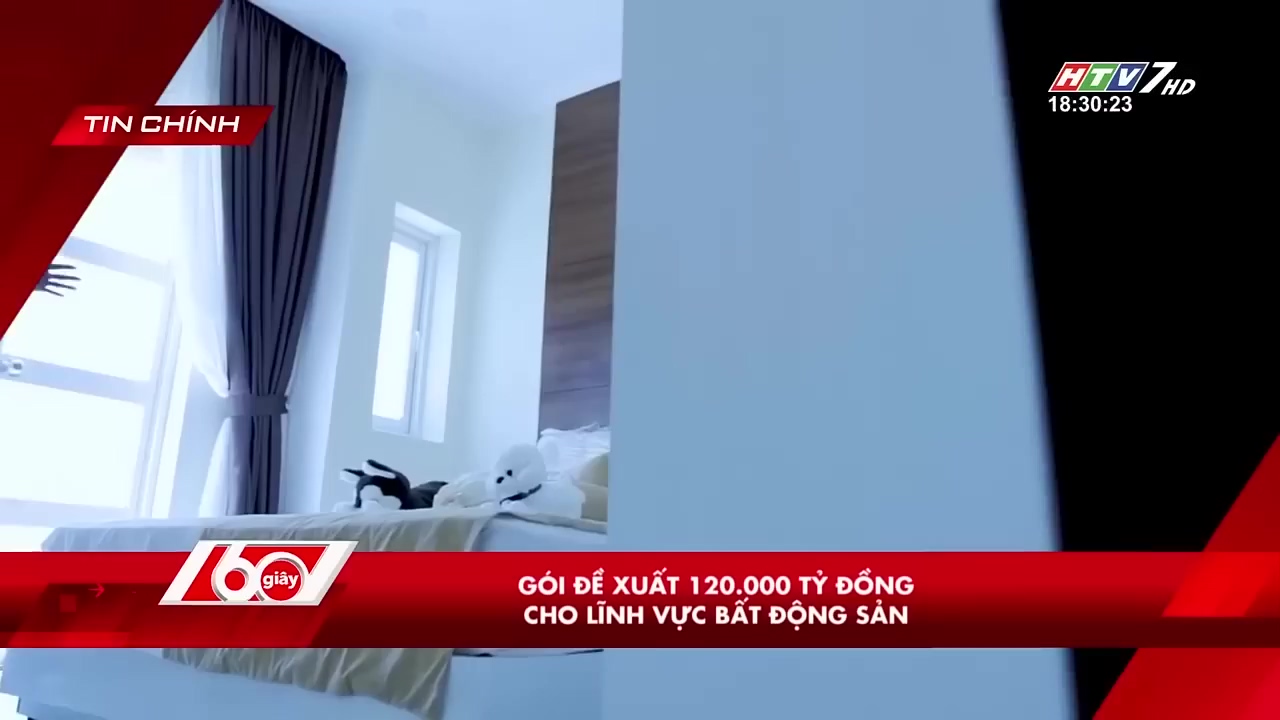 HTV7 HD
18:30:23
TIN CHÍNH
60 giây
GÓI ĐỀ XUẤT 120.000 TỶ ĐỒNG
CHO LĨNH VỰC BẤT ĐỘNG SẢN